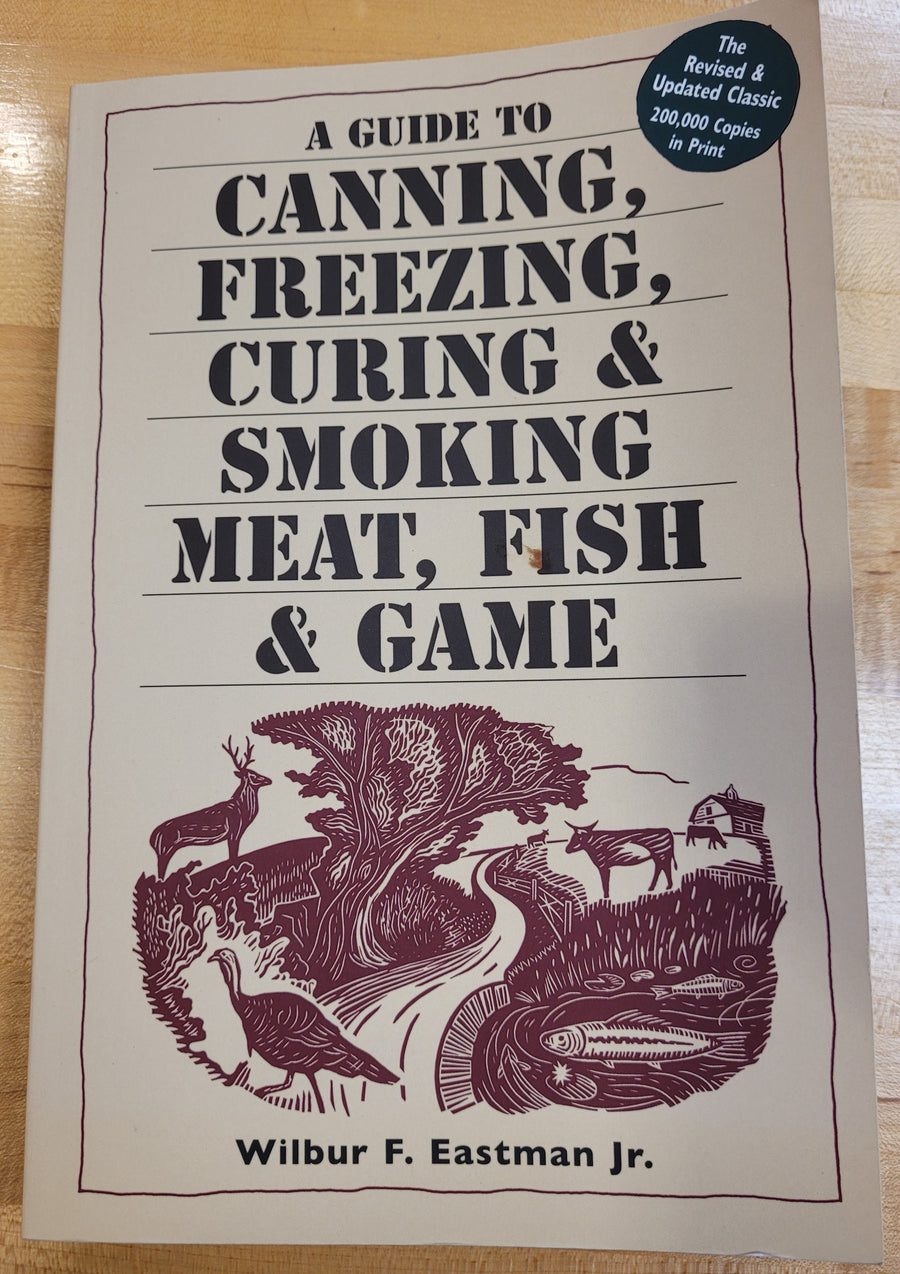 The
Revised &
Updated Classic
200,000 Copies
in Print
A GUIDE TO
CANNING,
FREEZING,
CURING &
SMOKING
MEAT, FISH
& GAME
Wilbur F. Eastman Jr.